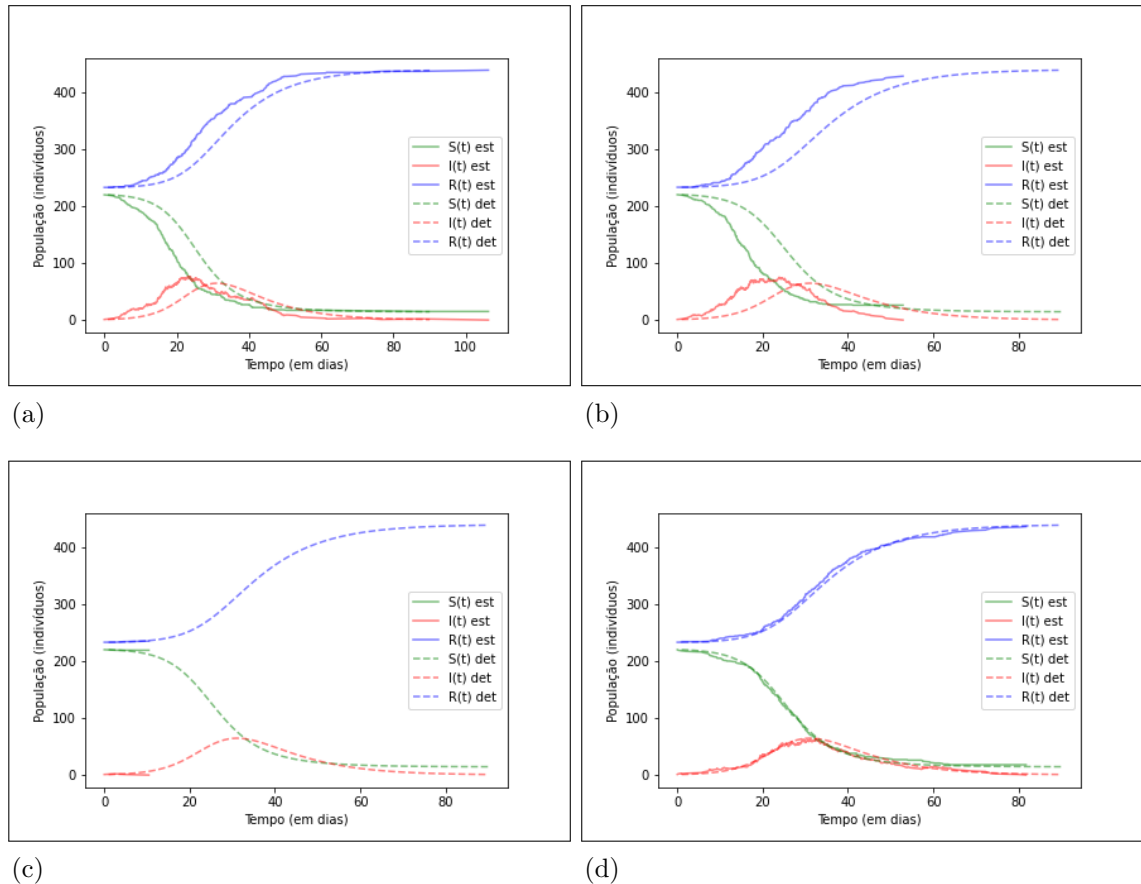 População (indivíduos)
400
300
200
100
0
0
20
40
60
80
100
Tempo (em dias)
S(t) est
I(t) est
R(t) est
S(t) det
I(t) det
R(t) det
(a)
População (indivíduos)
400
300
200
100
0
0
20
40
60
80
Tempo (em dias)
S(t) est
I(t) est
R(t) est
S(t) det
I(t) det
R(t) det
(b)
População (indivíduos)
400
300
200
100
0
0
20
40
60
80
Tempo (em dias)
S(t) est
I(t) est
R(t) est
S(t) det
I(t) det
R(t) det
(c)
População (indivíduos)
400
300
200
100
0
0
20
40
60
80
Tempo (em dias)
S(t) est
I(t) est
R(t) est
S(t) det
I(t) det
R(t) det
(d)